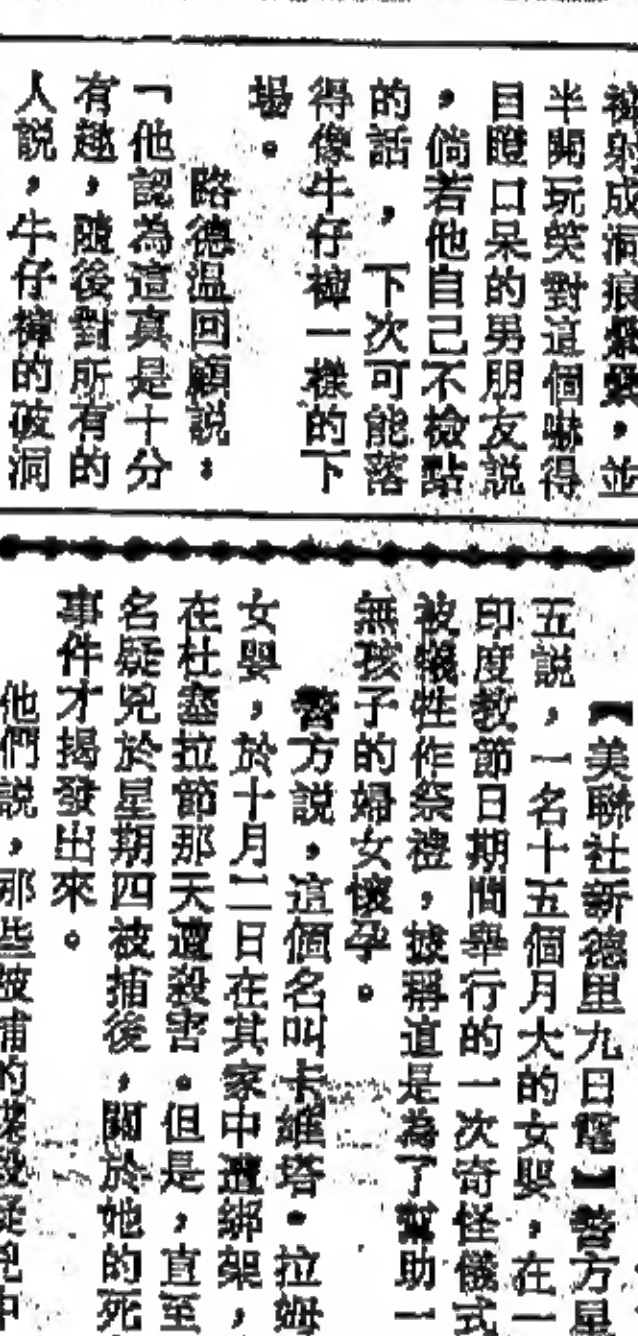 被射成洞痕纍纍,並
半開玩笑對這個嚇得
目瞪口呆的男朋友說
,倘若他自己不檢點
的話,下次可能落
得像牛仔褲一樣的下
場。
略德溫回顧說:
「他認為這真是十分
有趣,隨後對所有的
人說,牛仔褲的破洞
【美聯社新德里九日電】警方星
五說,一名十五個月大的女嬰,在一
印度教節日期間舉行的一次奇怪儀式
被犧牲作祭禮,據稱這是為了幫助一
無孩子的婦女懷孕。
警方說,這個名叫卡維塔·拉姆
女嬰,於十月二日在其家中遭綁架,
在杜塞拉節那天遭殺害。但是,直至
名疑兇於星期四被捕後,關於她的死
事件才揭發出來。
他們說,那些被捕的謀殺疑兇中